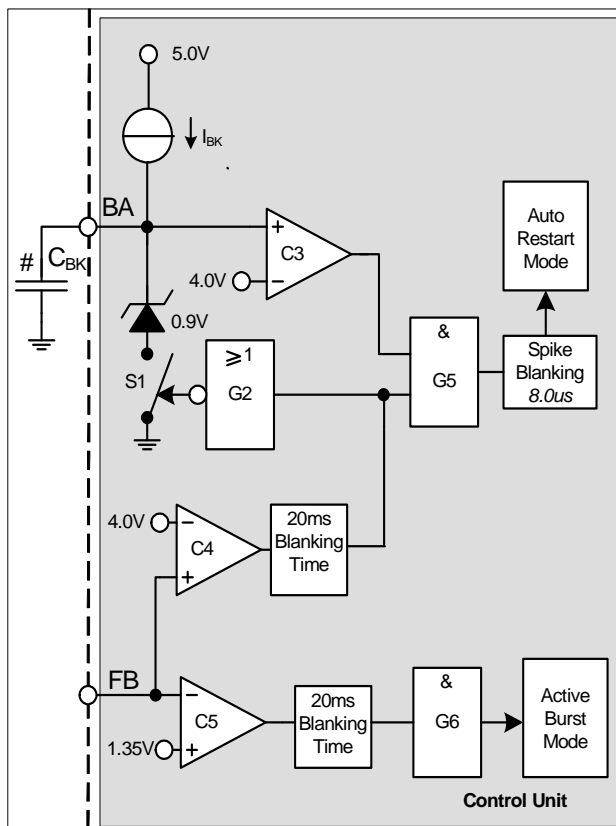 5.0V
I_BK
BA
#
C_BK
+
C3
4.0V
−
Auto
Restart
Mode
0.9V
&
G5
Spike
Blanking
8.0us
S1
≥1
G2
4.0V
−
C4
+
20ms
Blanking
Time
FB
−
C5
1.35V
+
20ms
Blanking
Time
&
G6
Active
Burst
Mode
Control Unit